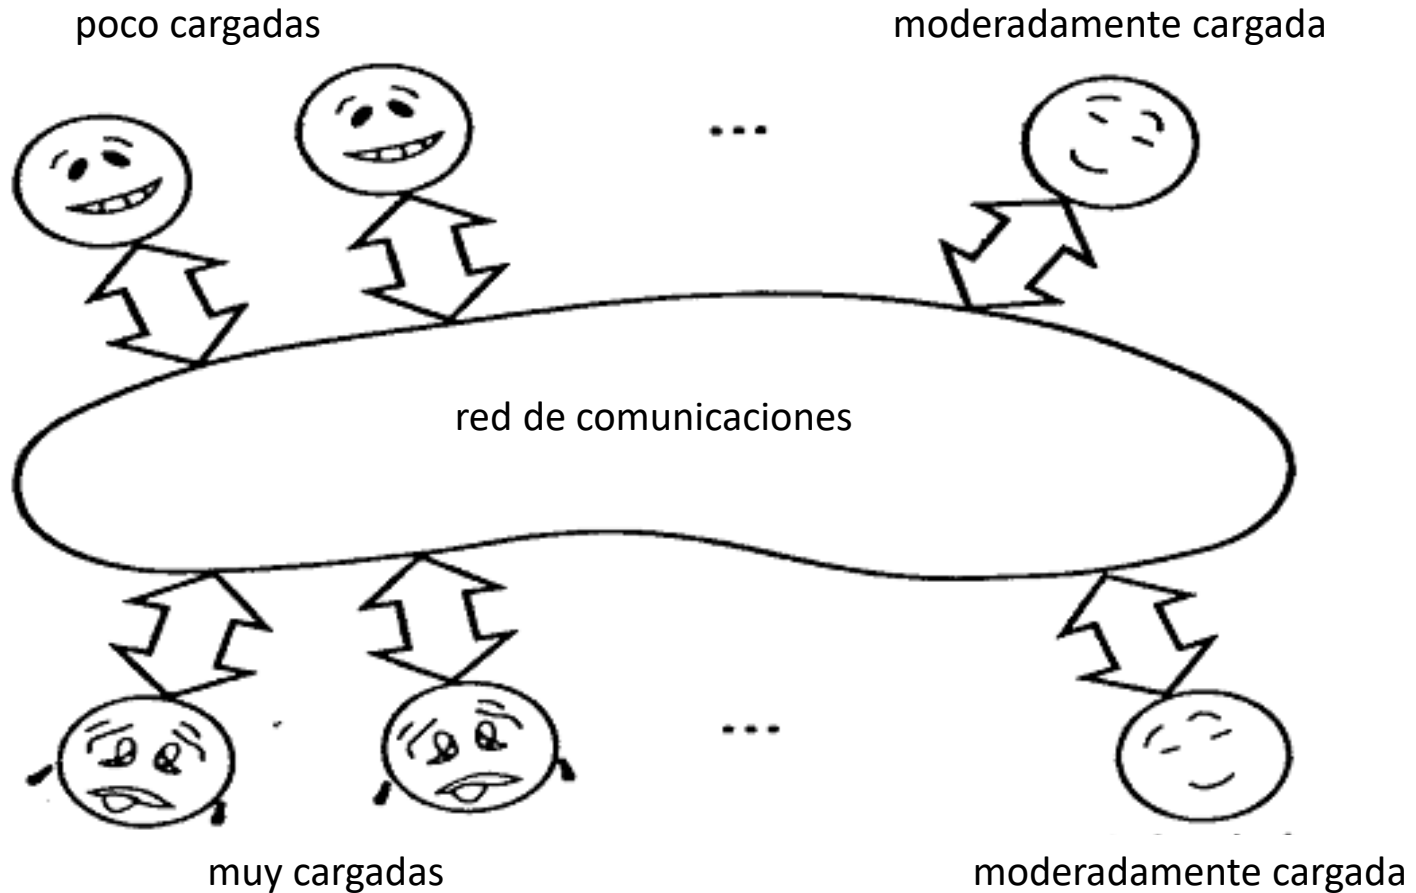 poco cargadas
moderadamente cargada
...
red de comunicaciones
...
muy cargadas
moderadamente cargada